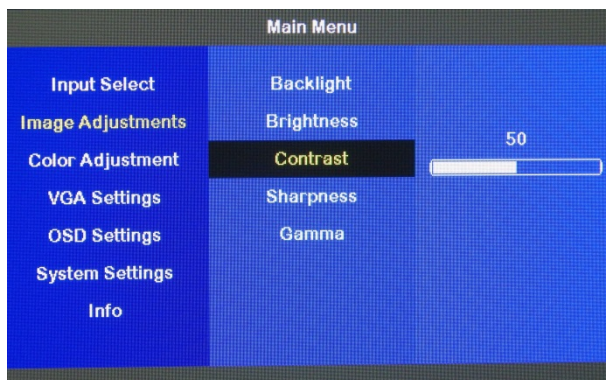 Main Menu
Input Select
Image Adjustments
Color Adjustment
VGA Settings
OSD Settings
System Settings
Info
Backlight
Brightness
Contrast
Sharpness
Gamma
50